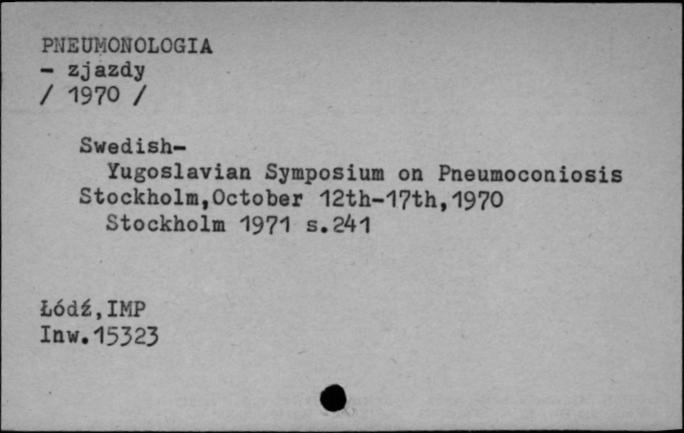 PNEUMONOLOGIA
- zjazdy
/ 1970 /
Swedish-
Yugoslavian Symposium on Pneumoconiosis
Stockholm,October 12th-17th,1970
Stockholm 1971 s.241
Łódź,IMP
Inw.15323